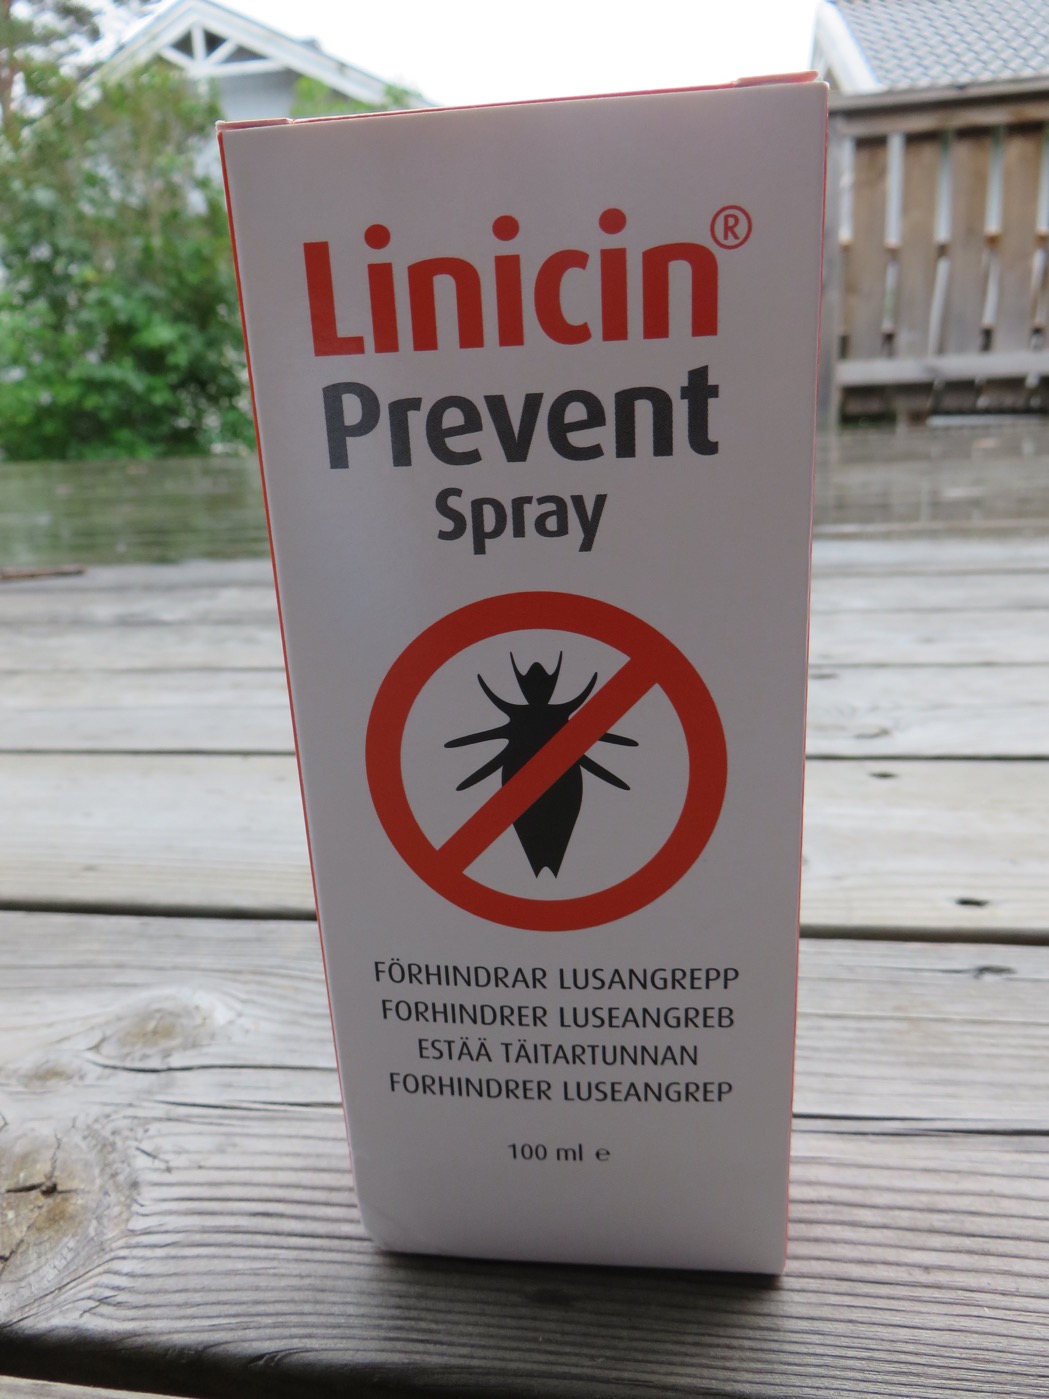 Linicin®
Prevent
Spray
FÖRHINDRAR LUSANGREPP
FORHINDRER LUSEANGREB
ESTÄÄ TÄITARTUNNAN
FORHINDRER LUSEANGREP
100 ml e